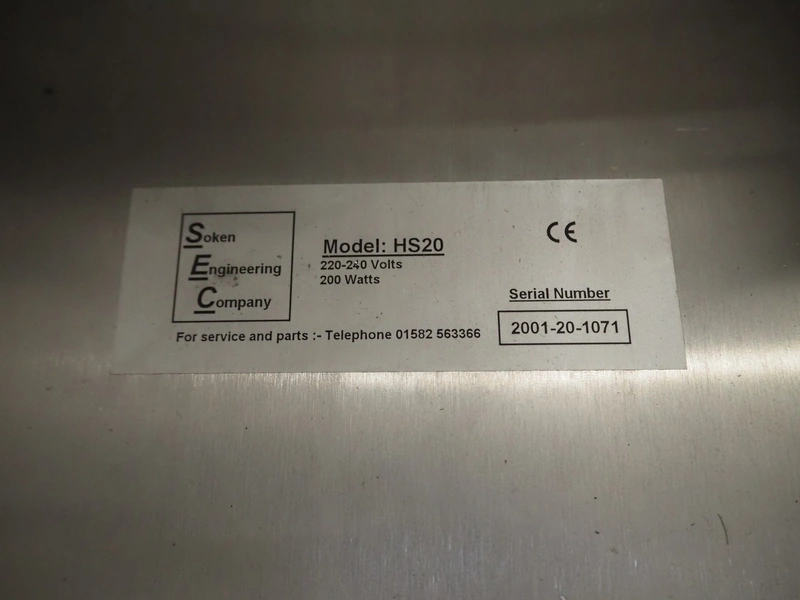 Soken
Engineering
Company
Model: HS20
220-240 Volts
200 Watts
For service and parts :- Telephone 01582 563366
CE
Serial Number
2001-20-1071